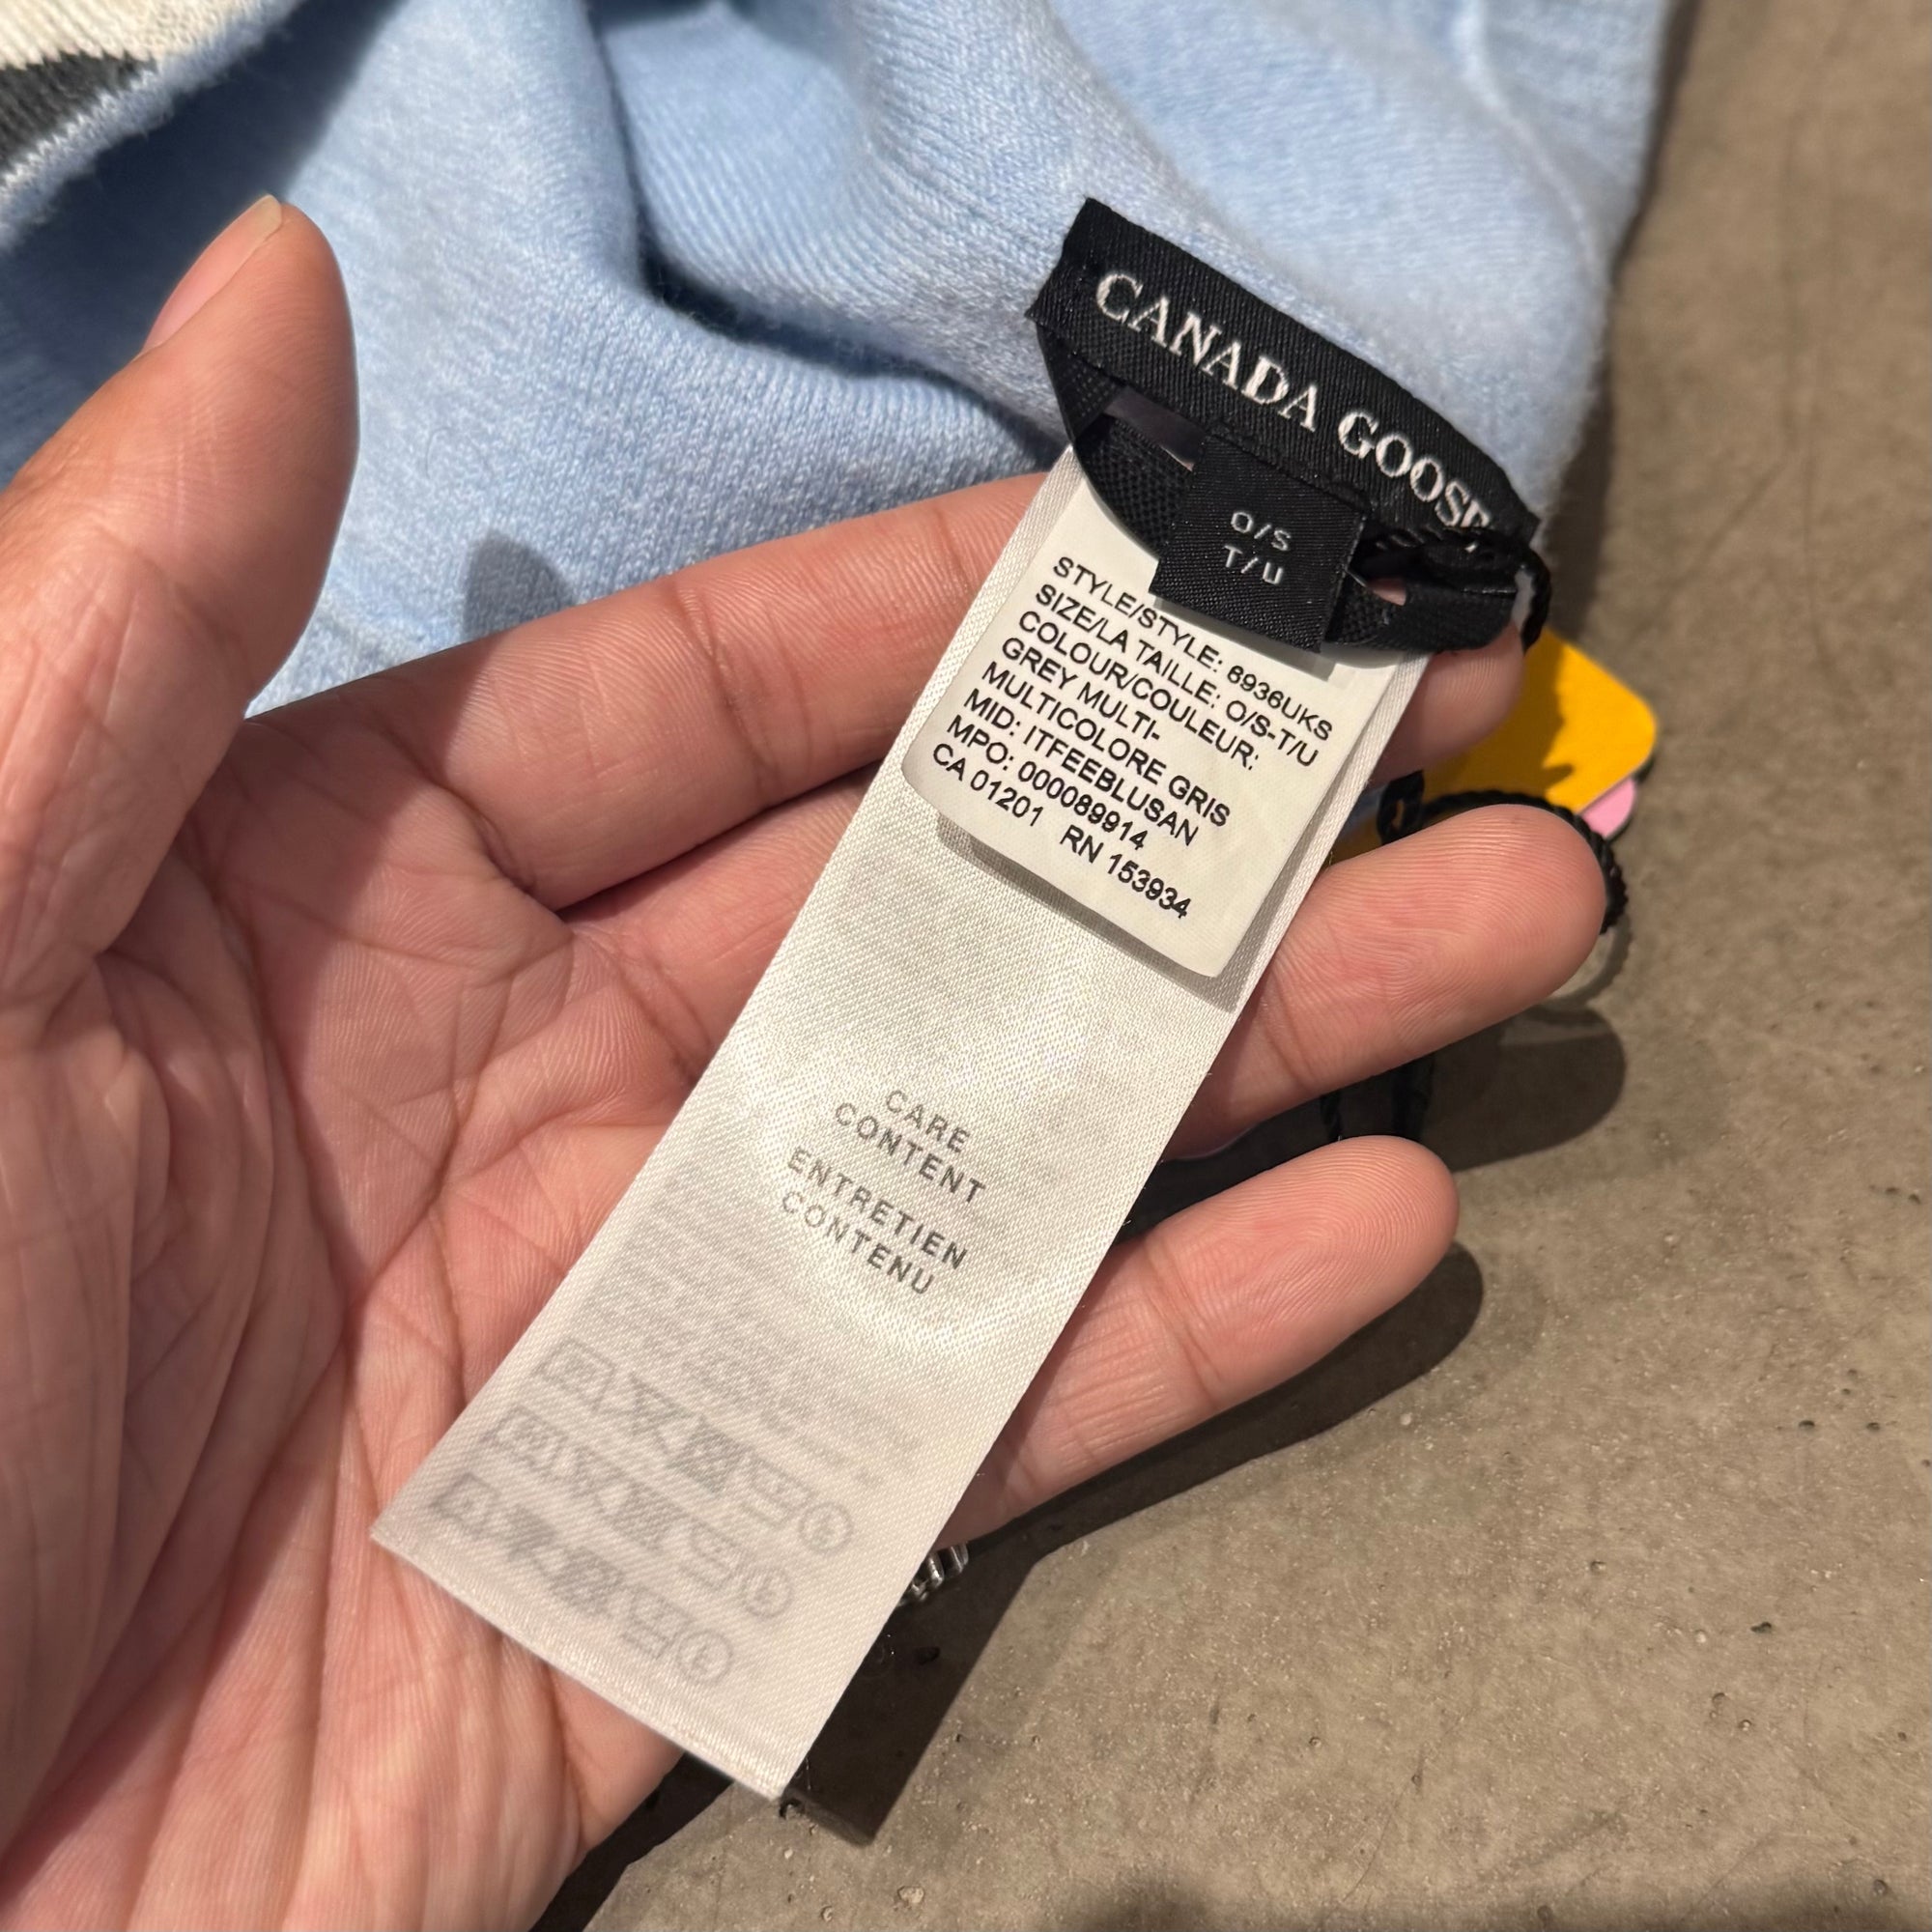 CANADA GOOSE
O/S
T/U
STYLE/STYLE: 6936UKS
SIZE/LA TAILLE: O/S-T/U
COLOUR/COULEUR:
GREY MULTI-
MULTICOLORE GRIS
MID: ITFEEBLUSAN
MPO: 000089914
CA 01201 RN 153934
CARE
CONTENT
ENTRETIEN
CONTENU